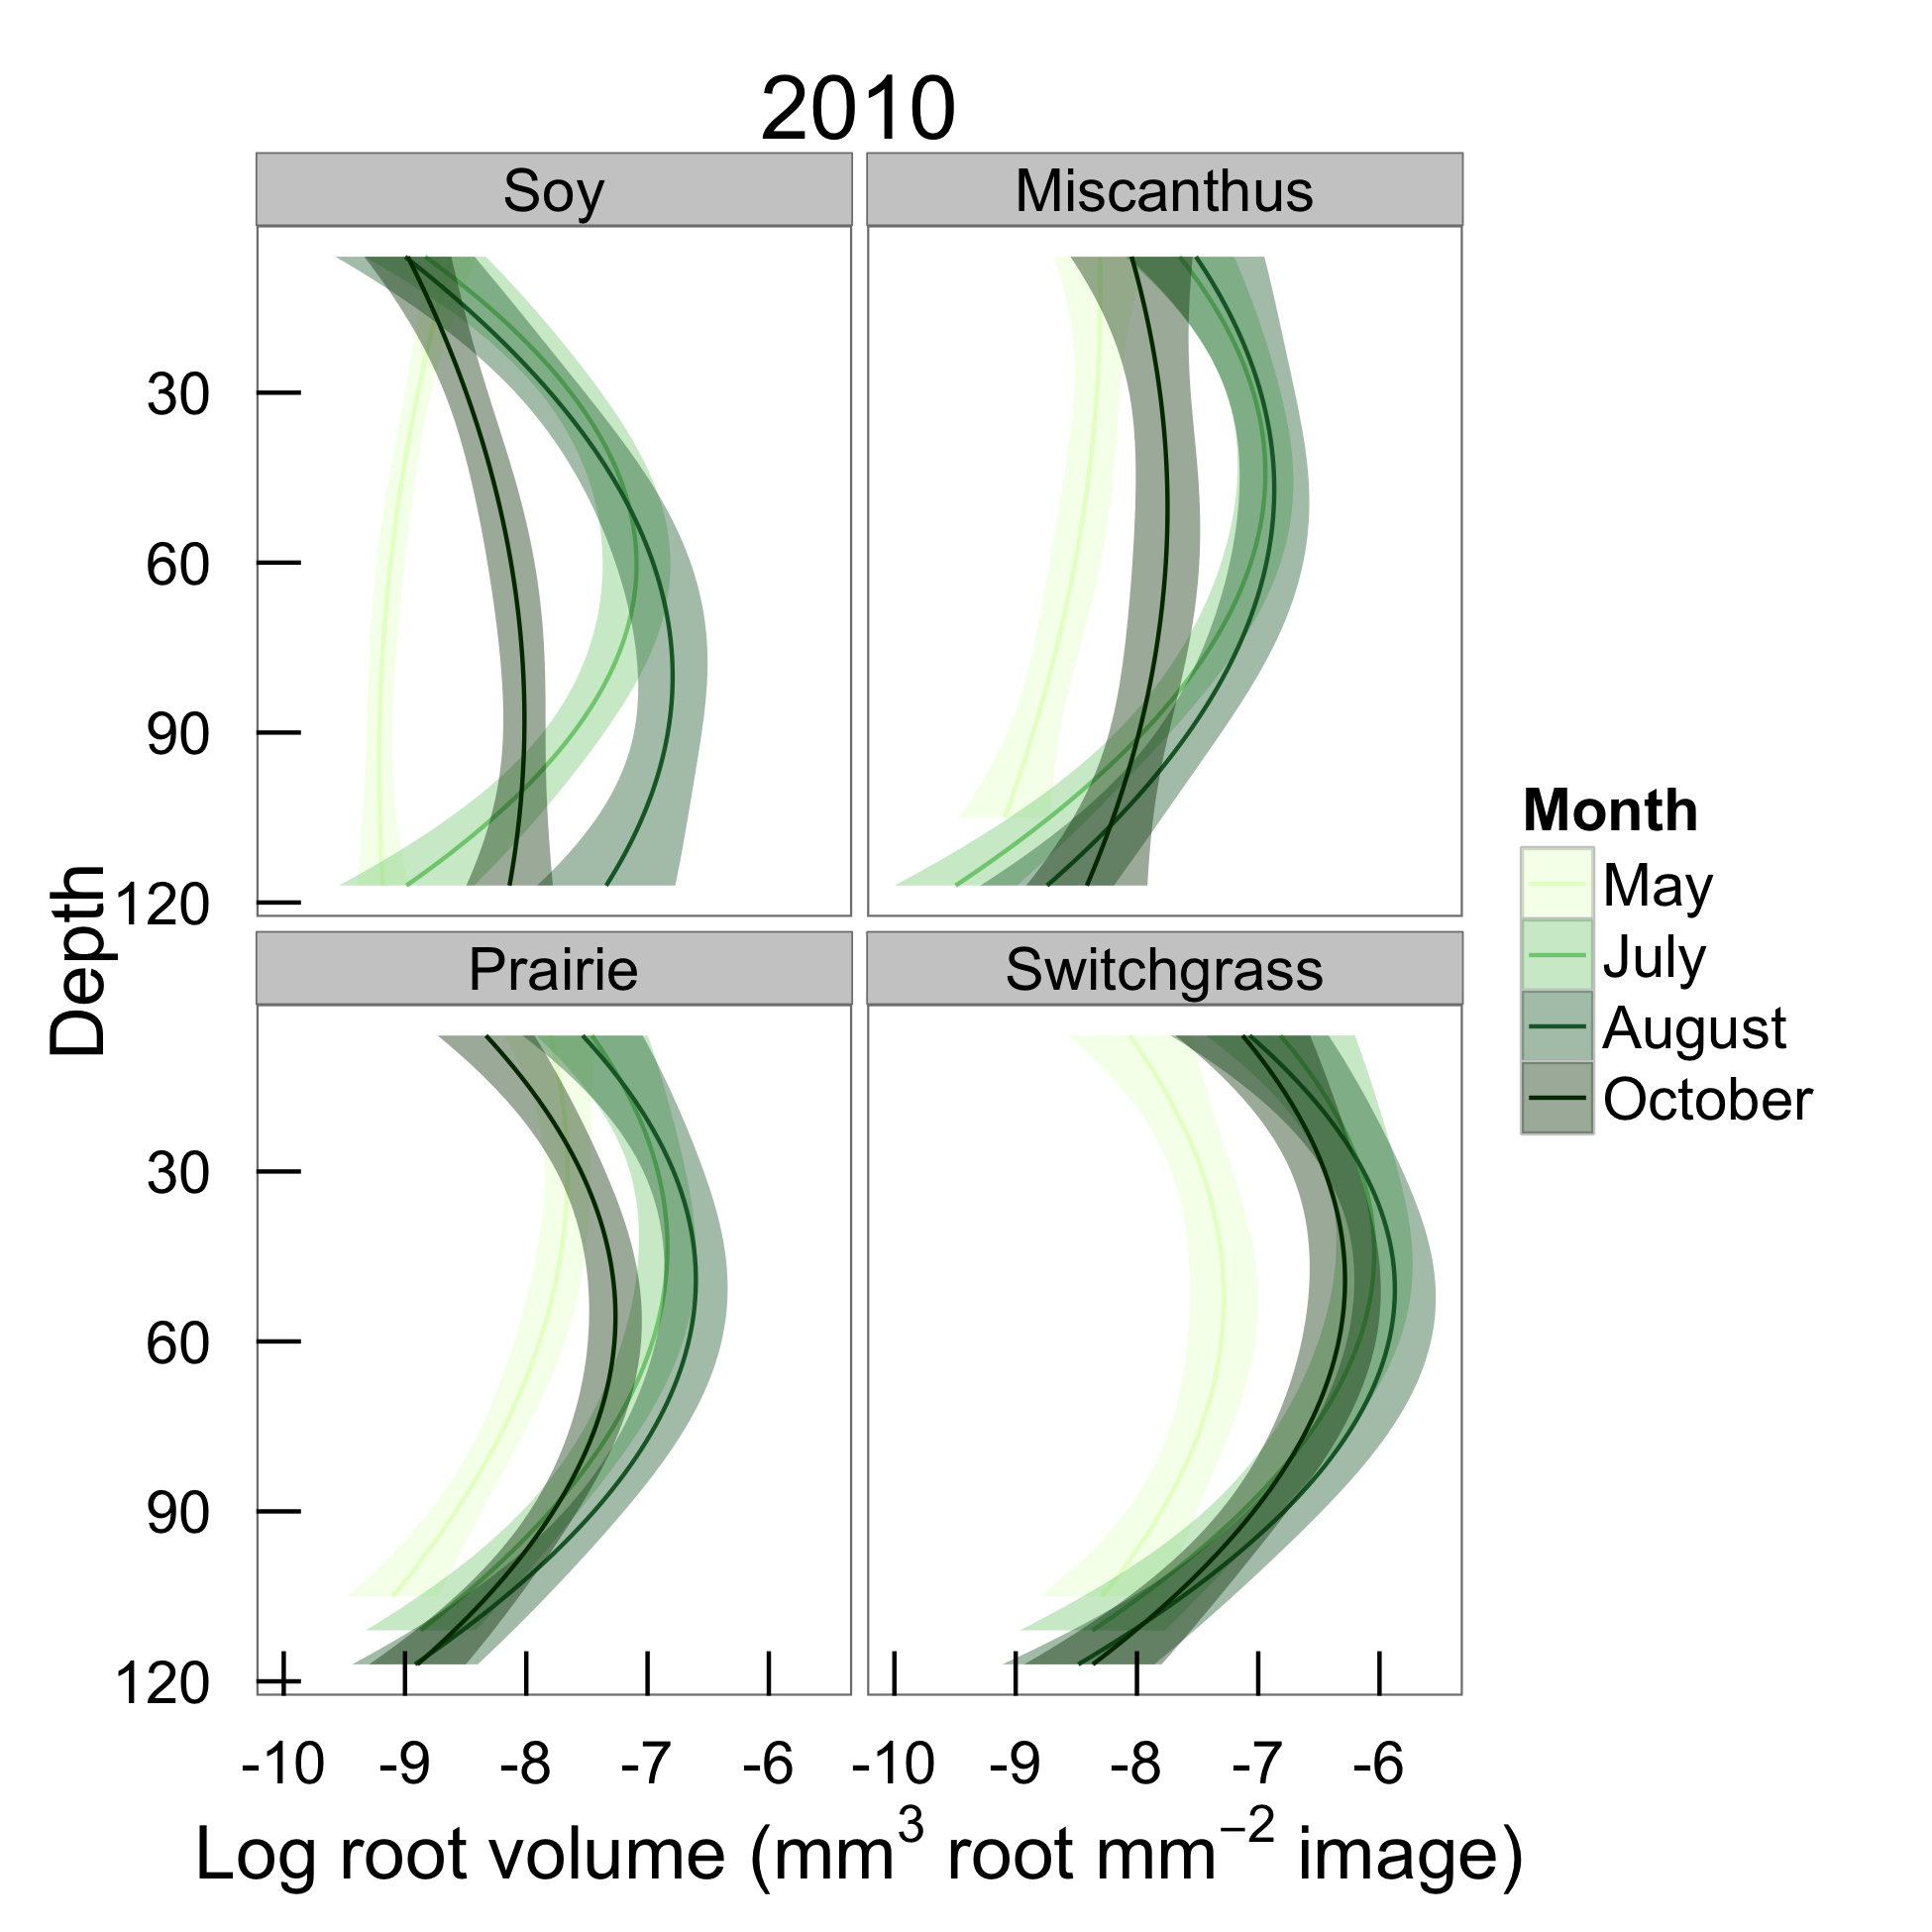 2010
Soy
Miscanthus
30
60
90
120
Depth
Prairie
Switchgrass
30
60
90
120
-10 -9 -8 -7 -6 -10 -9 -8 -7 -6
Log root volume (mm³ root mm⁻² image)
Month
May
July
August
October